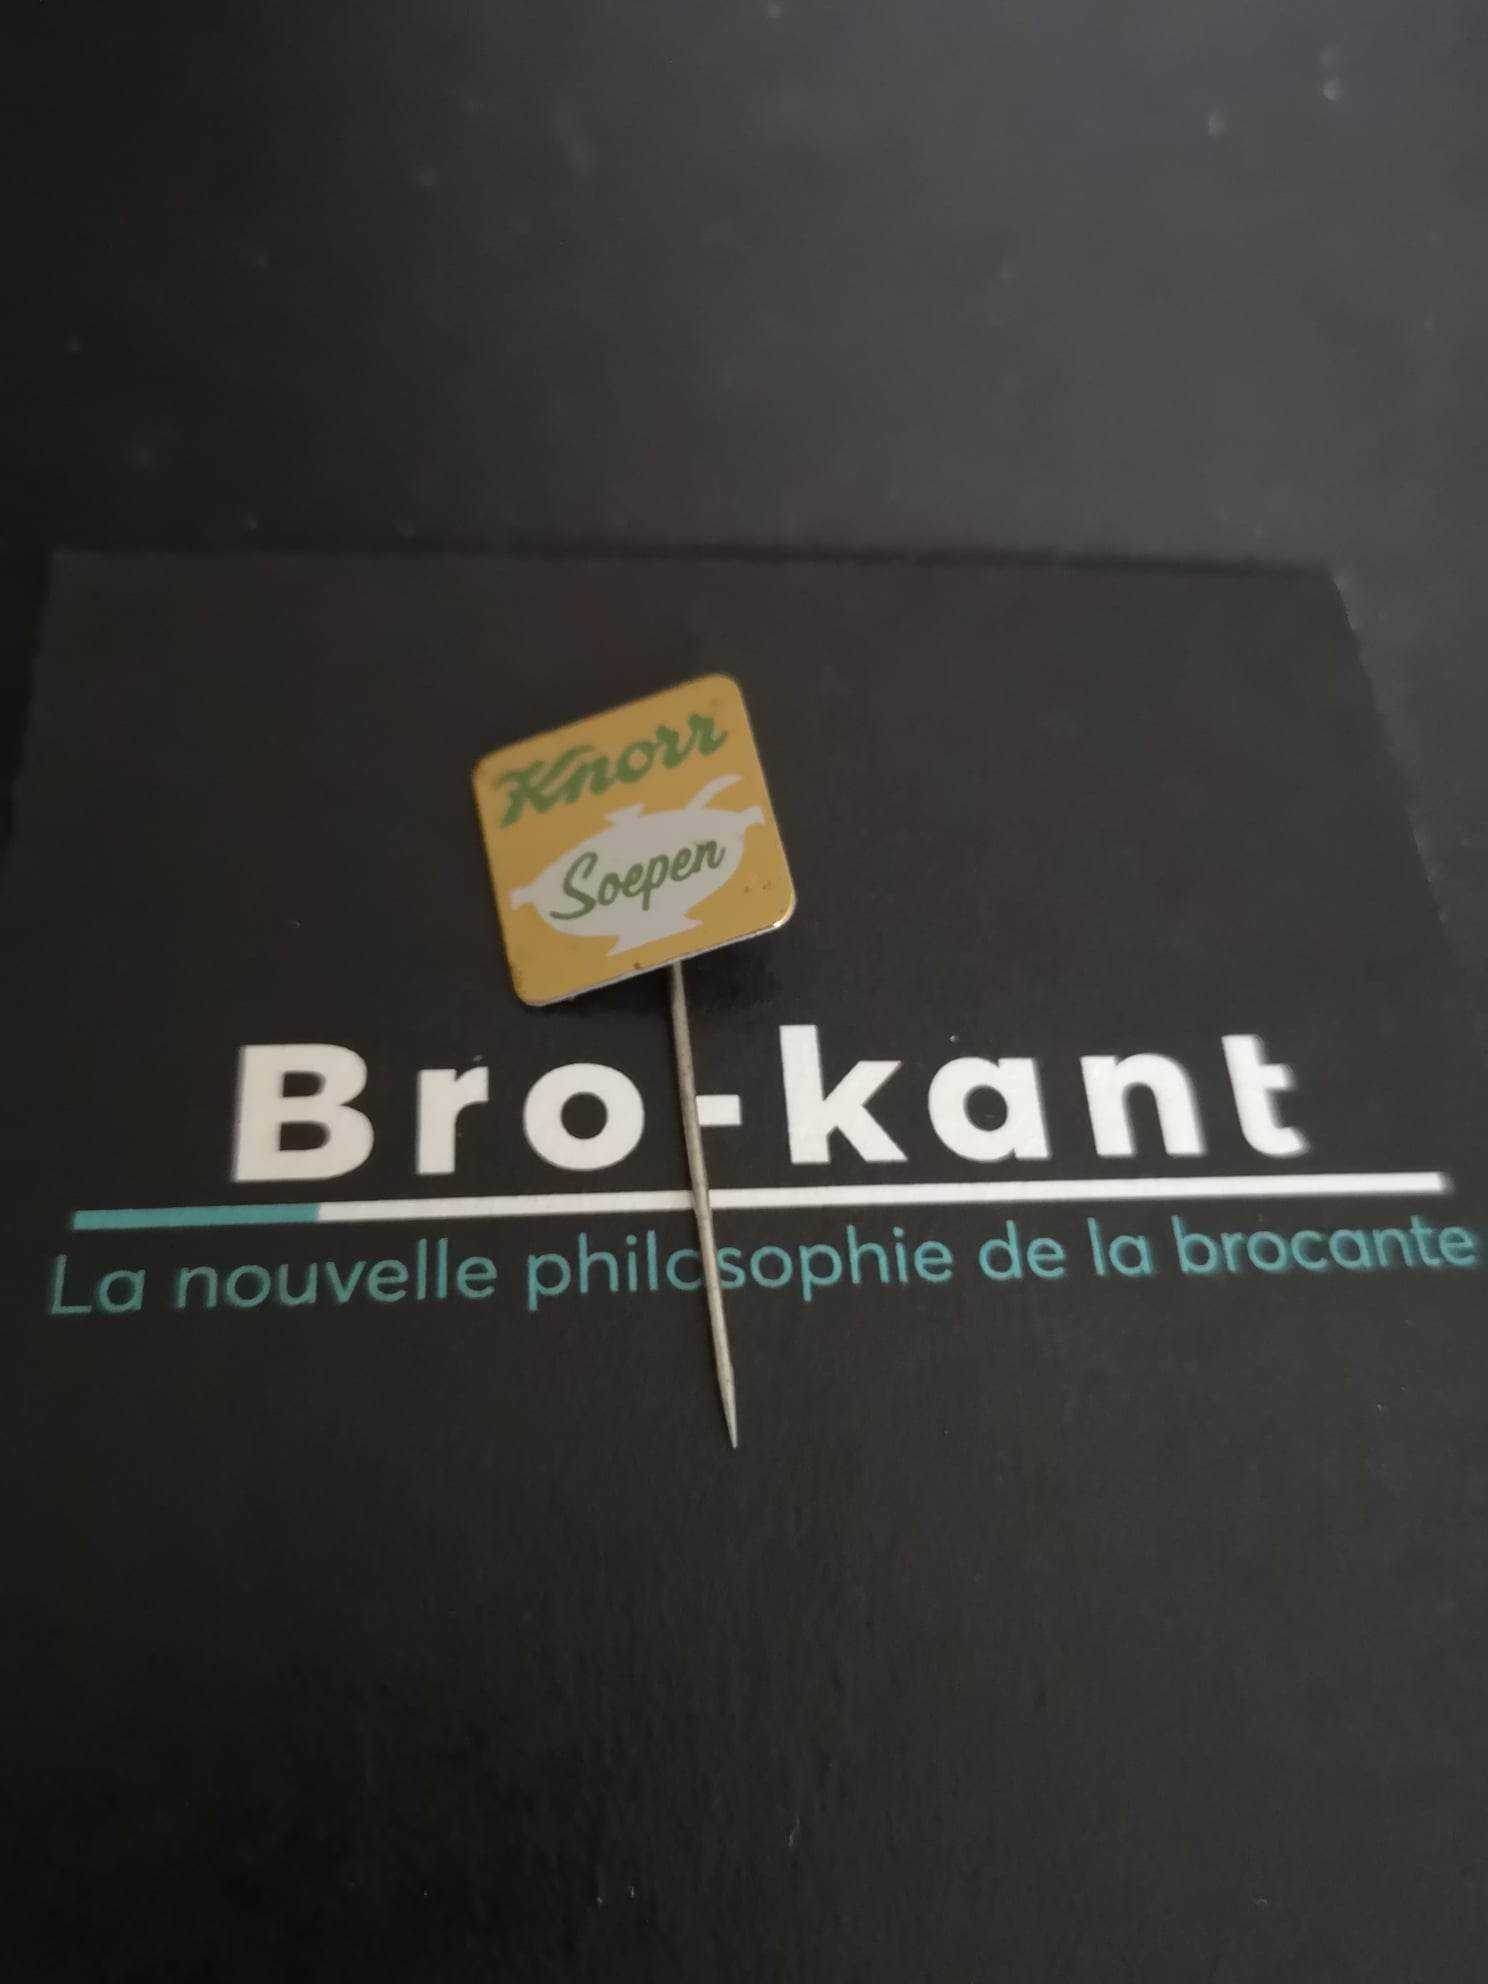 Knorr
Soepen
Bro-kant
La nouvelle philosophie de la brocante